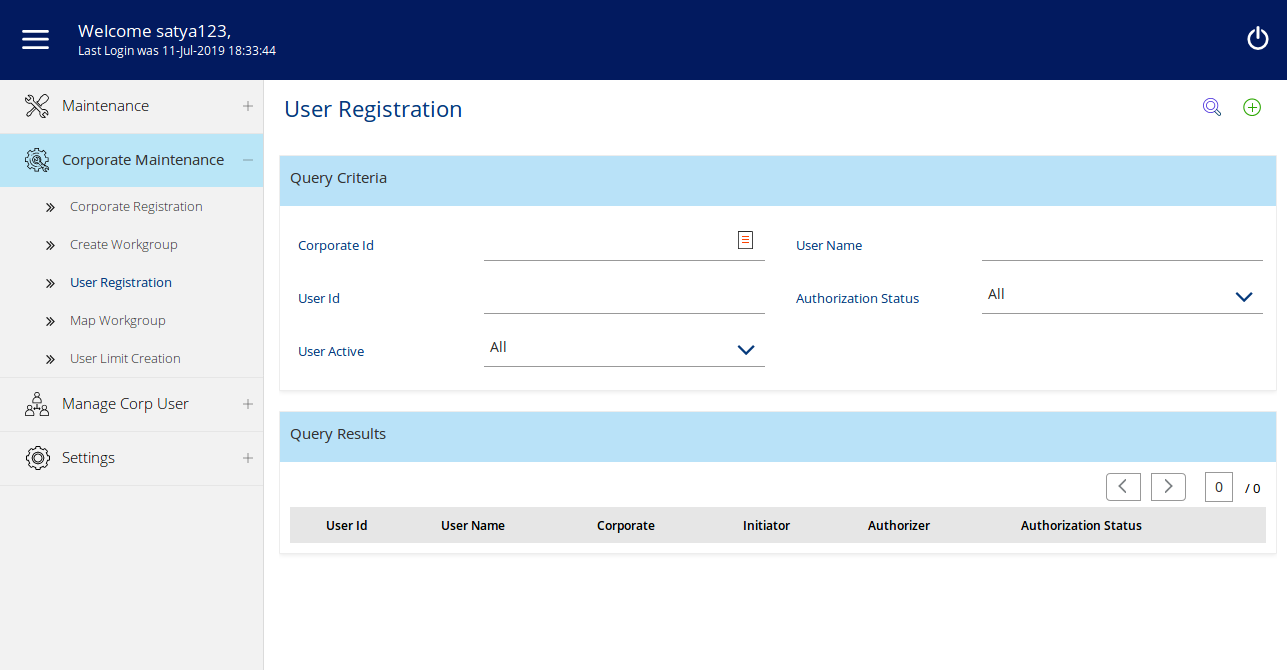 Welcome satya123,
Last Login was 11-Jul-2019 18:33:44
Maintenance
Corporate Maintenance
Corporate Registration
Create Workgroup
User Registration
Map Workgroup
User Limit Creation
Manage Corp User
Settings
User Registration
Query Criteria
Corporate Id
User Name
User Id
Authorization Status All
User Active All
Query Results
0 / 0
User Id User Name Corporate Initiator Authorizer Authorization Status